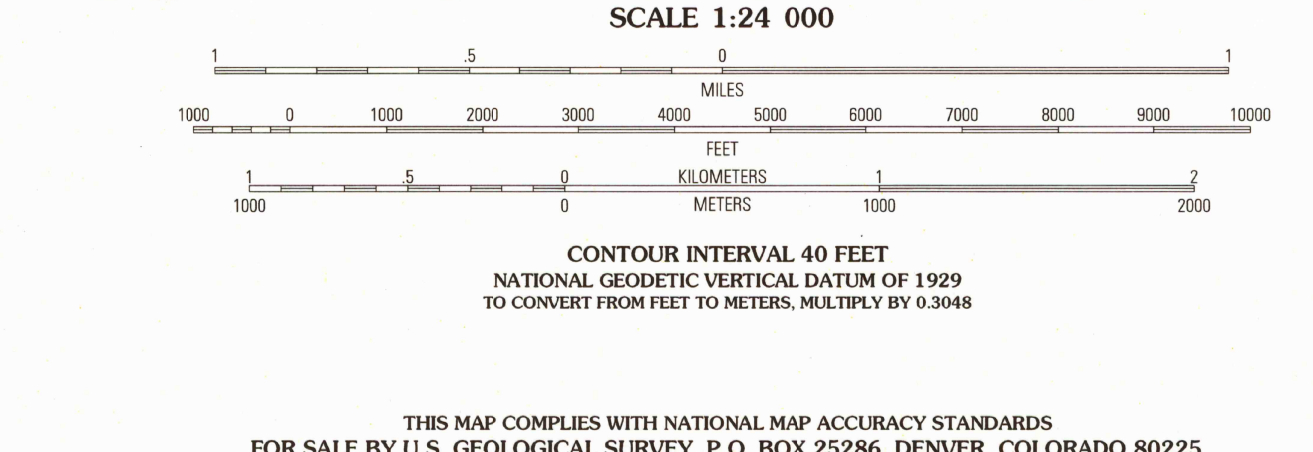 SCALE 1:24 000
1 .5 0 1
MILES
1000 0 1000 2000 3000 4000 5000 6000 7000 8000 9000 10000
FEET
1 .5 0 KILOMETERS 1 2
1000 0 METERS 1000 2000
CONTOUR INTERVAL 40 FEET
NATIONAL GEODETIC VERTICAL DATUM OF 1929
TO CONVERT FROM FEET TO METERS, MULTIPLY BY 0.3048
THIS MAP COMPLIES WITH NATIONAL MAP ACCURACY STANDARDS
FOR SALE BY U.S. GEOLOGICAL SURVEY, P.O. BOX 25286, DENVER, COLORADO 80225